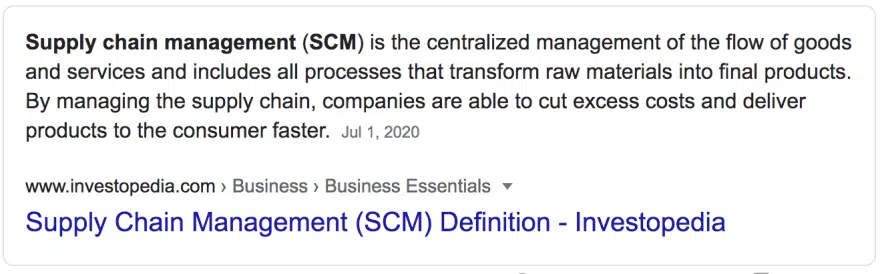 Supply chain management (SCM) is the centralized management of the flow of goods
and services and includes all processes that transform raw materials into final products.
By managing the supply chain, companies are able to cut excess costs and deliver
products to the consumer faster. Jul 1, 2020
www.investopedia.com › Business › Business Essentials
Supply Chain Management (SCM) Definition - Investopedia